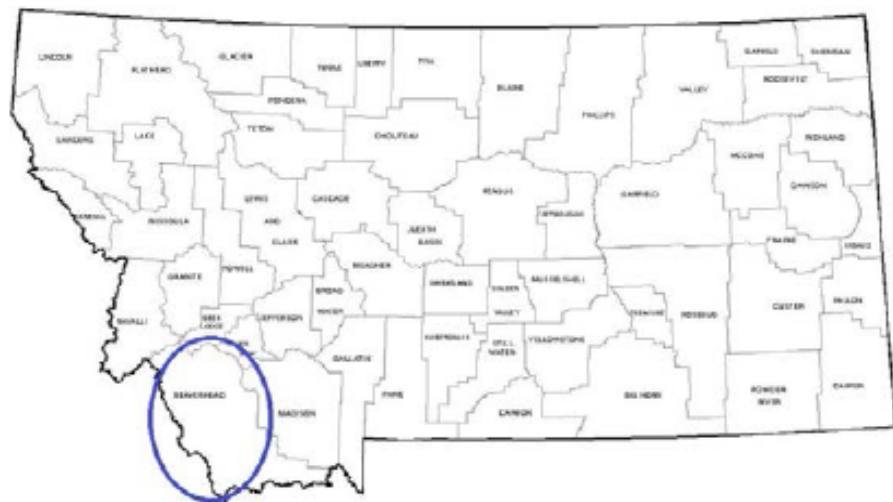 LINCOLN
FLATHEAD
GLACIER
TOOLE
LIBERTY
HILL
BLAINE
PHILLIPS
VALLEY
DANIELS
SHERIDAN
ROOSEVELT
PONDERA
TETON
CHOUTEAU
SANDERS
LAKE
RICHLAND
MCCONE
DAWSON
GARFIELD
FERGUS
PETROLEUM
CASCADE
LEWIS
AND
CLARK
MISSOULA
MINERAL
JUDITH
BASIN
PRAIRIE
WIBAUX
POWELL
GRANITE
MEAGHER
WHEATLAND
GOLDEN
VALLEY
MUSSELSHELL
TREASURE
ROSEBUD
CUSTER
FALLON
RAVALLI
DEER
LODGE
JEFFERSON
BROAD
WATER
GALLATIN
SWEETGRASS
STILL
WATER
YELLOWSTONE
BEAVERHEAD
MADISON
PARK
CARBON
BIG HORN
POWDER
RIVER
CARTER